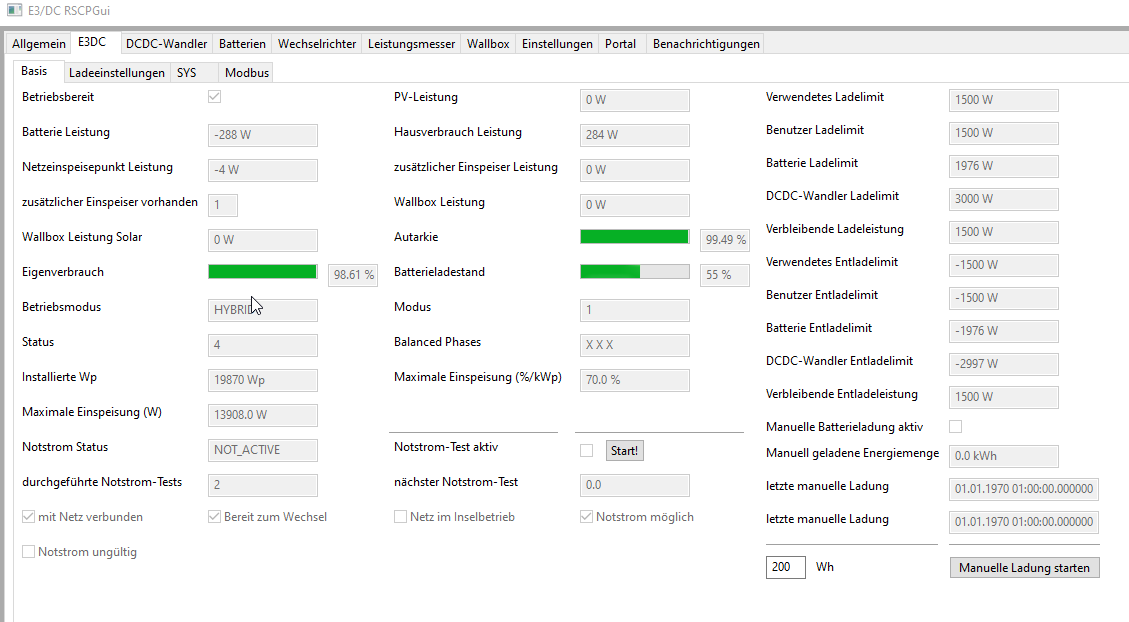 E3/DC RSCPGui
Allgemein E3DC DCDC-Wandler Batterien Wechselrichter Leistungsmesser Wallbox Einstellungen Portal Benachrichtigungen
Basis Ladeeinstellungen SYS Modbus
Betriebsbereit
Batterie Leistung -288 W
Netzeinspeisepunkt Leistung -4 W
zusätzlicher Einspeiser vorhanden 1
Wallbox Leistung Solar 0 W
Eigenverbrauch 98.61 %
Betriebsmodus HYBRID
Status 4
Installierte Wp 19870 Wp
Maximale Einspeisung (W) 13908.0 W
Notstrom Status NOT_ACTIVE
durchgeführte Notstrom-Tests 2
mit Netz verbunden Bereit zum Wechsel
Notstrom ungültig
PV-Leistung 0 W
Hausverbrauch Leistung 284 W
zusätzlicher Einspeiser Leistung 0 W
Wallbox Leistung 0 W
Autarkie 99.49 %
Batterieladestand 55 %
Modus 1
Balanced Phases X X X
Maximale Einspeisung (%/kWp) 70.0 %
Notstrom-Test aktiv Start!
nächster Notstrom-Test 0.0
Netz im Inselbetrieb Notstrom möglich
Verwendetes Ladelimit 1500 W
Benutzer Ladelimit 1500 W
Batterie Ladelimit 1976 W
DCDC-Wandler Ladelimit 3000 W
Verbleibende Ladeleistung 1500 W
Verwendetes Entladelimit -1500 W
Benutzer Entladelimit -1500 W
Batterie Entladelimit -1976 W
DCDC-Wandler Entladelimit -2997 W
Verbleibende Entladeleistung 1500 W
Manuelle Batterieladung aktiv
Manuell geladene Energiemenge 0.0 kWh
letzte manuelle Ladung 01.01.1970 01:00:00.000000
letzte manuelle Ladung 01.01.1970 01:00:00.000000
200 Wh Manuelle Ladung starten